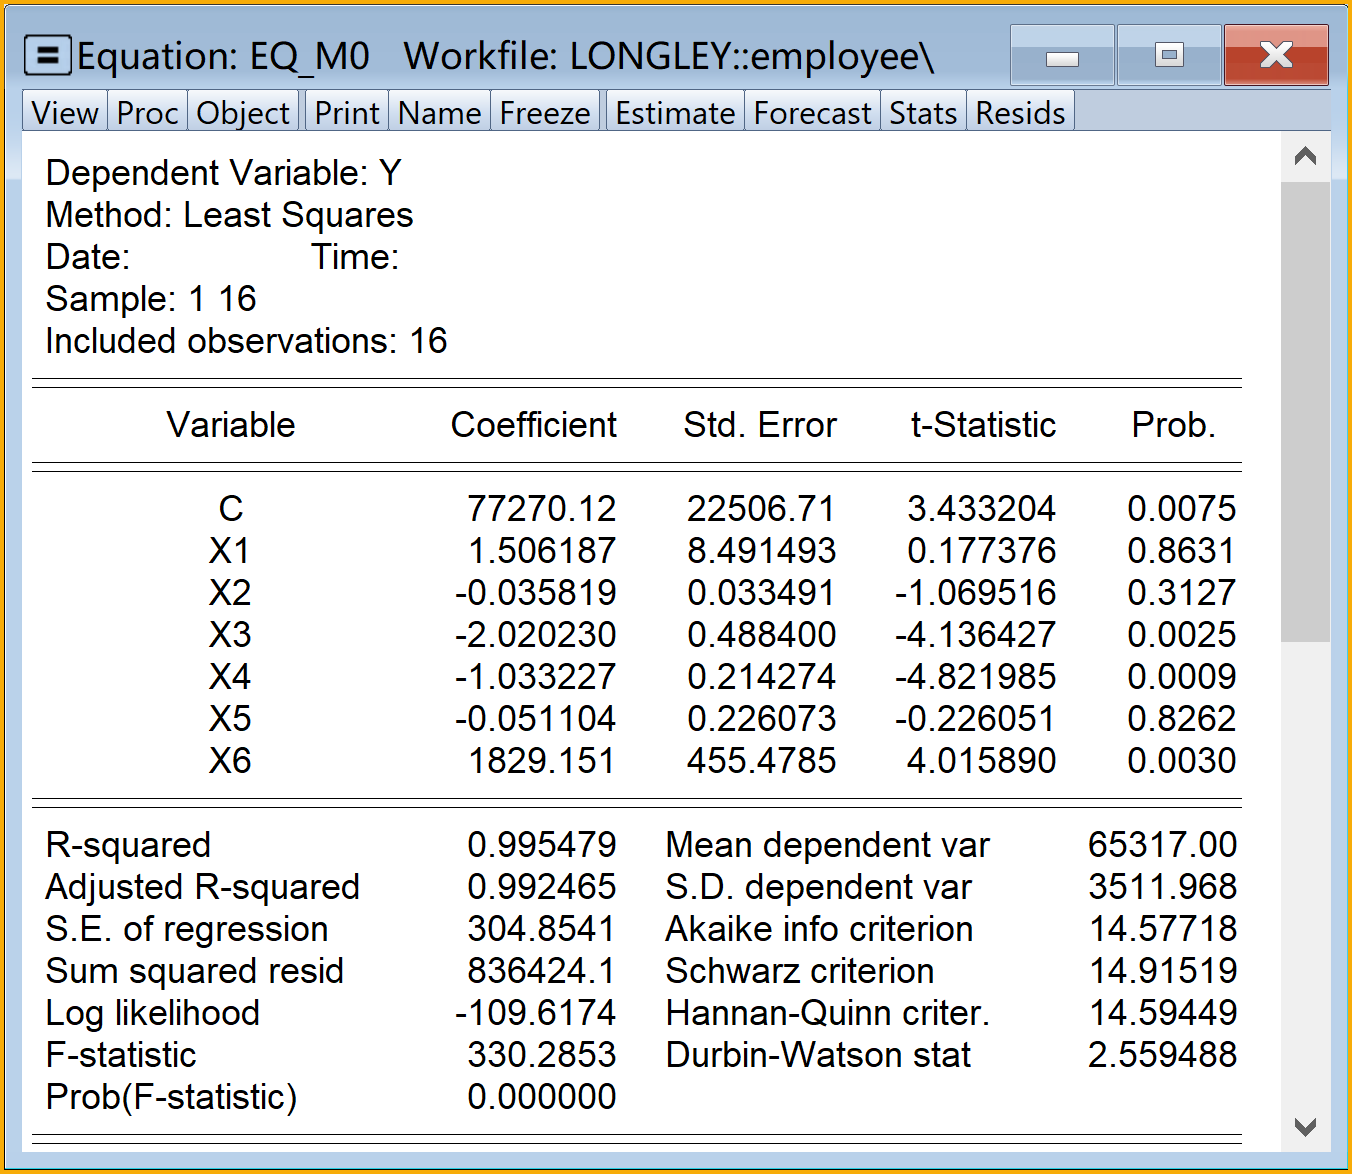 Equation: EQ_M0 Workfile: LONGLEY::employee\
View Proc Object Print Name Freeze Estimate Forecast Stats Resids
Dependent Variable: Y
Method: Least Squares
Date: Time:
Sample: 1 16
Included observations: 16
Variable Coefficient Std. Error t-Statistic Prob.
C 77270.12 22506.71 3.433204 0.0075
X1 1.506187 8.491493 0.177376 0.8631
X2 -0.035819 0.033491 -1.069516 0.3127
X3 -2.020230 0.488400 -4.136427 0.0025
X4 -1.033227 0.214274 -4.821985 0.0009
X5 -0.051104 0.226073 -0.226051 0.8262
X6 1829.151 455.4785 4.015890 0.0030
R-squared 0.995479 Mean dependent var 65317.00
Adjusted R-squared 0.992465 S.D. dependent var 3511.968
S.E. of regression 304.8541 Akaike info criterion 14.57718
Sum squared resid 836424.1 Schwarz criterion 14.91519
Log likelihood -109.6174 Hannan-Quinn criter. 14.59449
F-statistic 330.2853 Durbin-Watson stat 2.559488
Prob(F-statistic) 0.000000